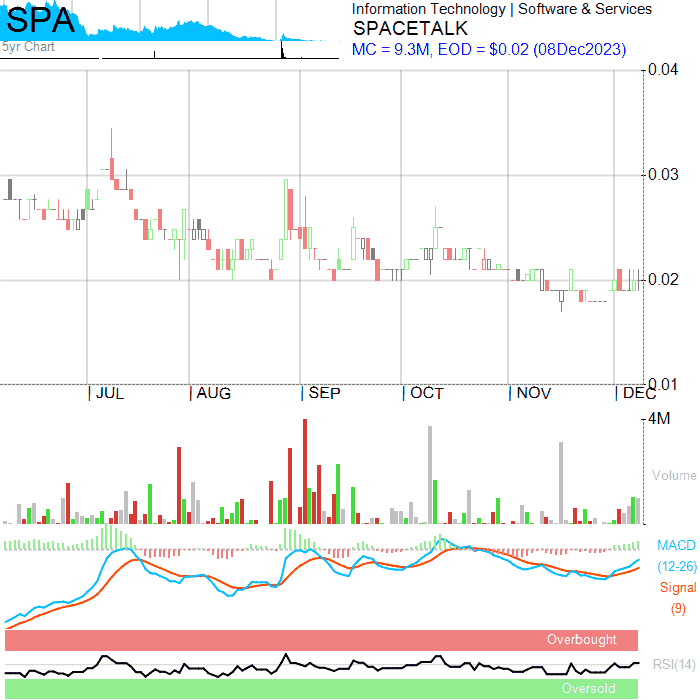 SPA
5yr Chart
Information Technology | Software & Services
SPACETALK
MC = 9.3M, EOD = $0.02 (08Dec2023)
0.04
0.03
0.02
0.01
JUL AUG SEP OCT NOV DEC
4M
Volume
MACD
(12-26)
Signal
(9)
Overbought
RSI(14)
Oversold